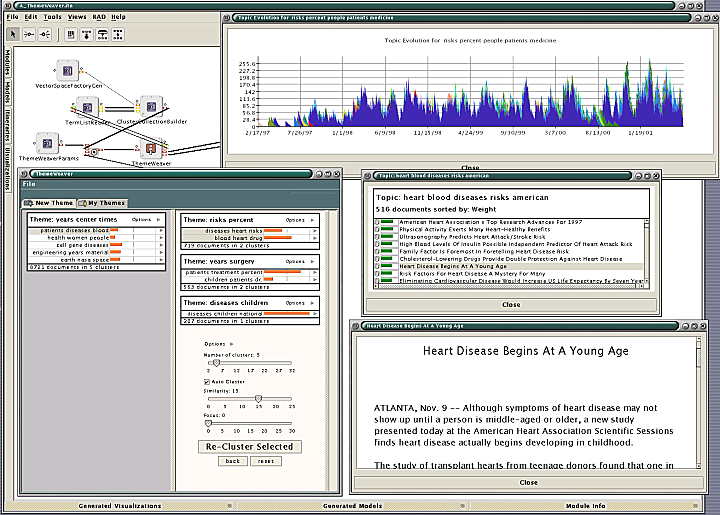 A_ThemeWeaver.itn
File Edit Tools Views RAD Help
Modules Models Itineraries Visualizations
VectorSpaceFactoryGen
ClusterCollectionBuilder
ThemeWeaverParams
ThemeWeaver
Topic Evolution for risks percent people patients medicine
Topic Evolution for risks percent people patients medicine
255.6
227.2
198.8
170.4
142
113.6
85.2
56.8
28.4
0
2/17/97 7/26/97 1/1/98 6/9/98 11/15/98 4/24/99 9/30/99 3/7/00 8/13/00 1/19/01
Close
ThemeWeaver
File
New Theme My Themes
Theme: years center times Options
patients diseases blood
health women people
cell gene diseases
engineering years material
earth nasa space
8731 documents in 5 clusters
Theme: risks percent Options
diseases heart risks
blood heart drug
719 documents in 2 clusters
Theme: years surgery Options
patients treatment percent
children patients dr.
553 documents in 2 clusters
Theme: diseases children Options
diseases children national
207 documents in 1 clusters
Options
Number of clusters: 5
2 7 12 17 22 27 32
Auto Cluster
Similarity: 15
0 5 10 15 20 25
Focus: 0
0 5 10 15 20 25 30
Re-Cluster Selected
back reset
Topic: heart blood diseases risks american
Topic: heart blood diseases risks american
516 documents sorted by: Weight
American Heart Association's Top Research Advances For 1997
Physical Activity Exerts Many Heart-Healthy Benefits
Ultrasonography Predicts Heart Attack/Stroke Risk
High Blood Levels Of Insulin Possible Independent Predictor Of Heart Attack Risk
Family Factor Is Foremost In Foretelling Heart Disease Risk
Cholesterol-Lowering Drugs Provide Double Protection Against Heart Disease
Heart Disease Begins At A Young Age
Risk Factors For Heart Disease A Mystery For Many
Eliminating Cardiovascular Disease Would Increase US Life Expectancy By Seven Year
Close
Heart Disease Begins At A Young Age
Heart Disease Begins At A Young Age
ATLANTA, Nov. 9 -- Although symptoms of heart disease may not
show up until a person is middle-aged or older, a new study
presented today at the American Heart Association Scientific Sessions
finds heart disease actually begins developing in childhood.
The study of transplant hearts from teenage donors found that one in
Close
Generated Visualizations Generated Models Module Info